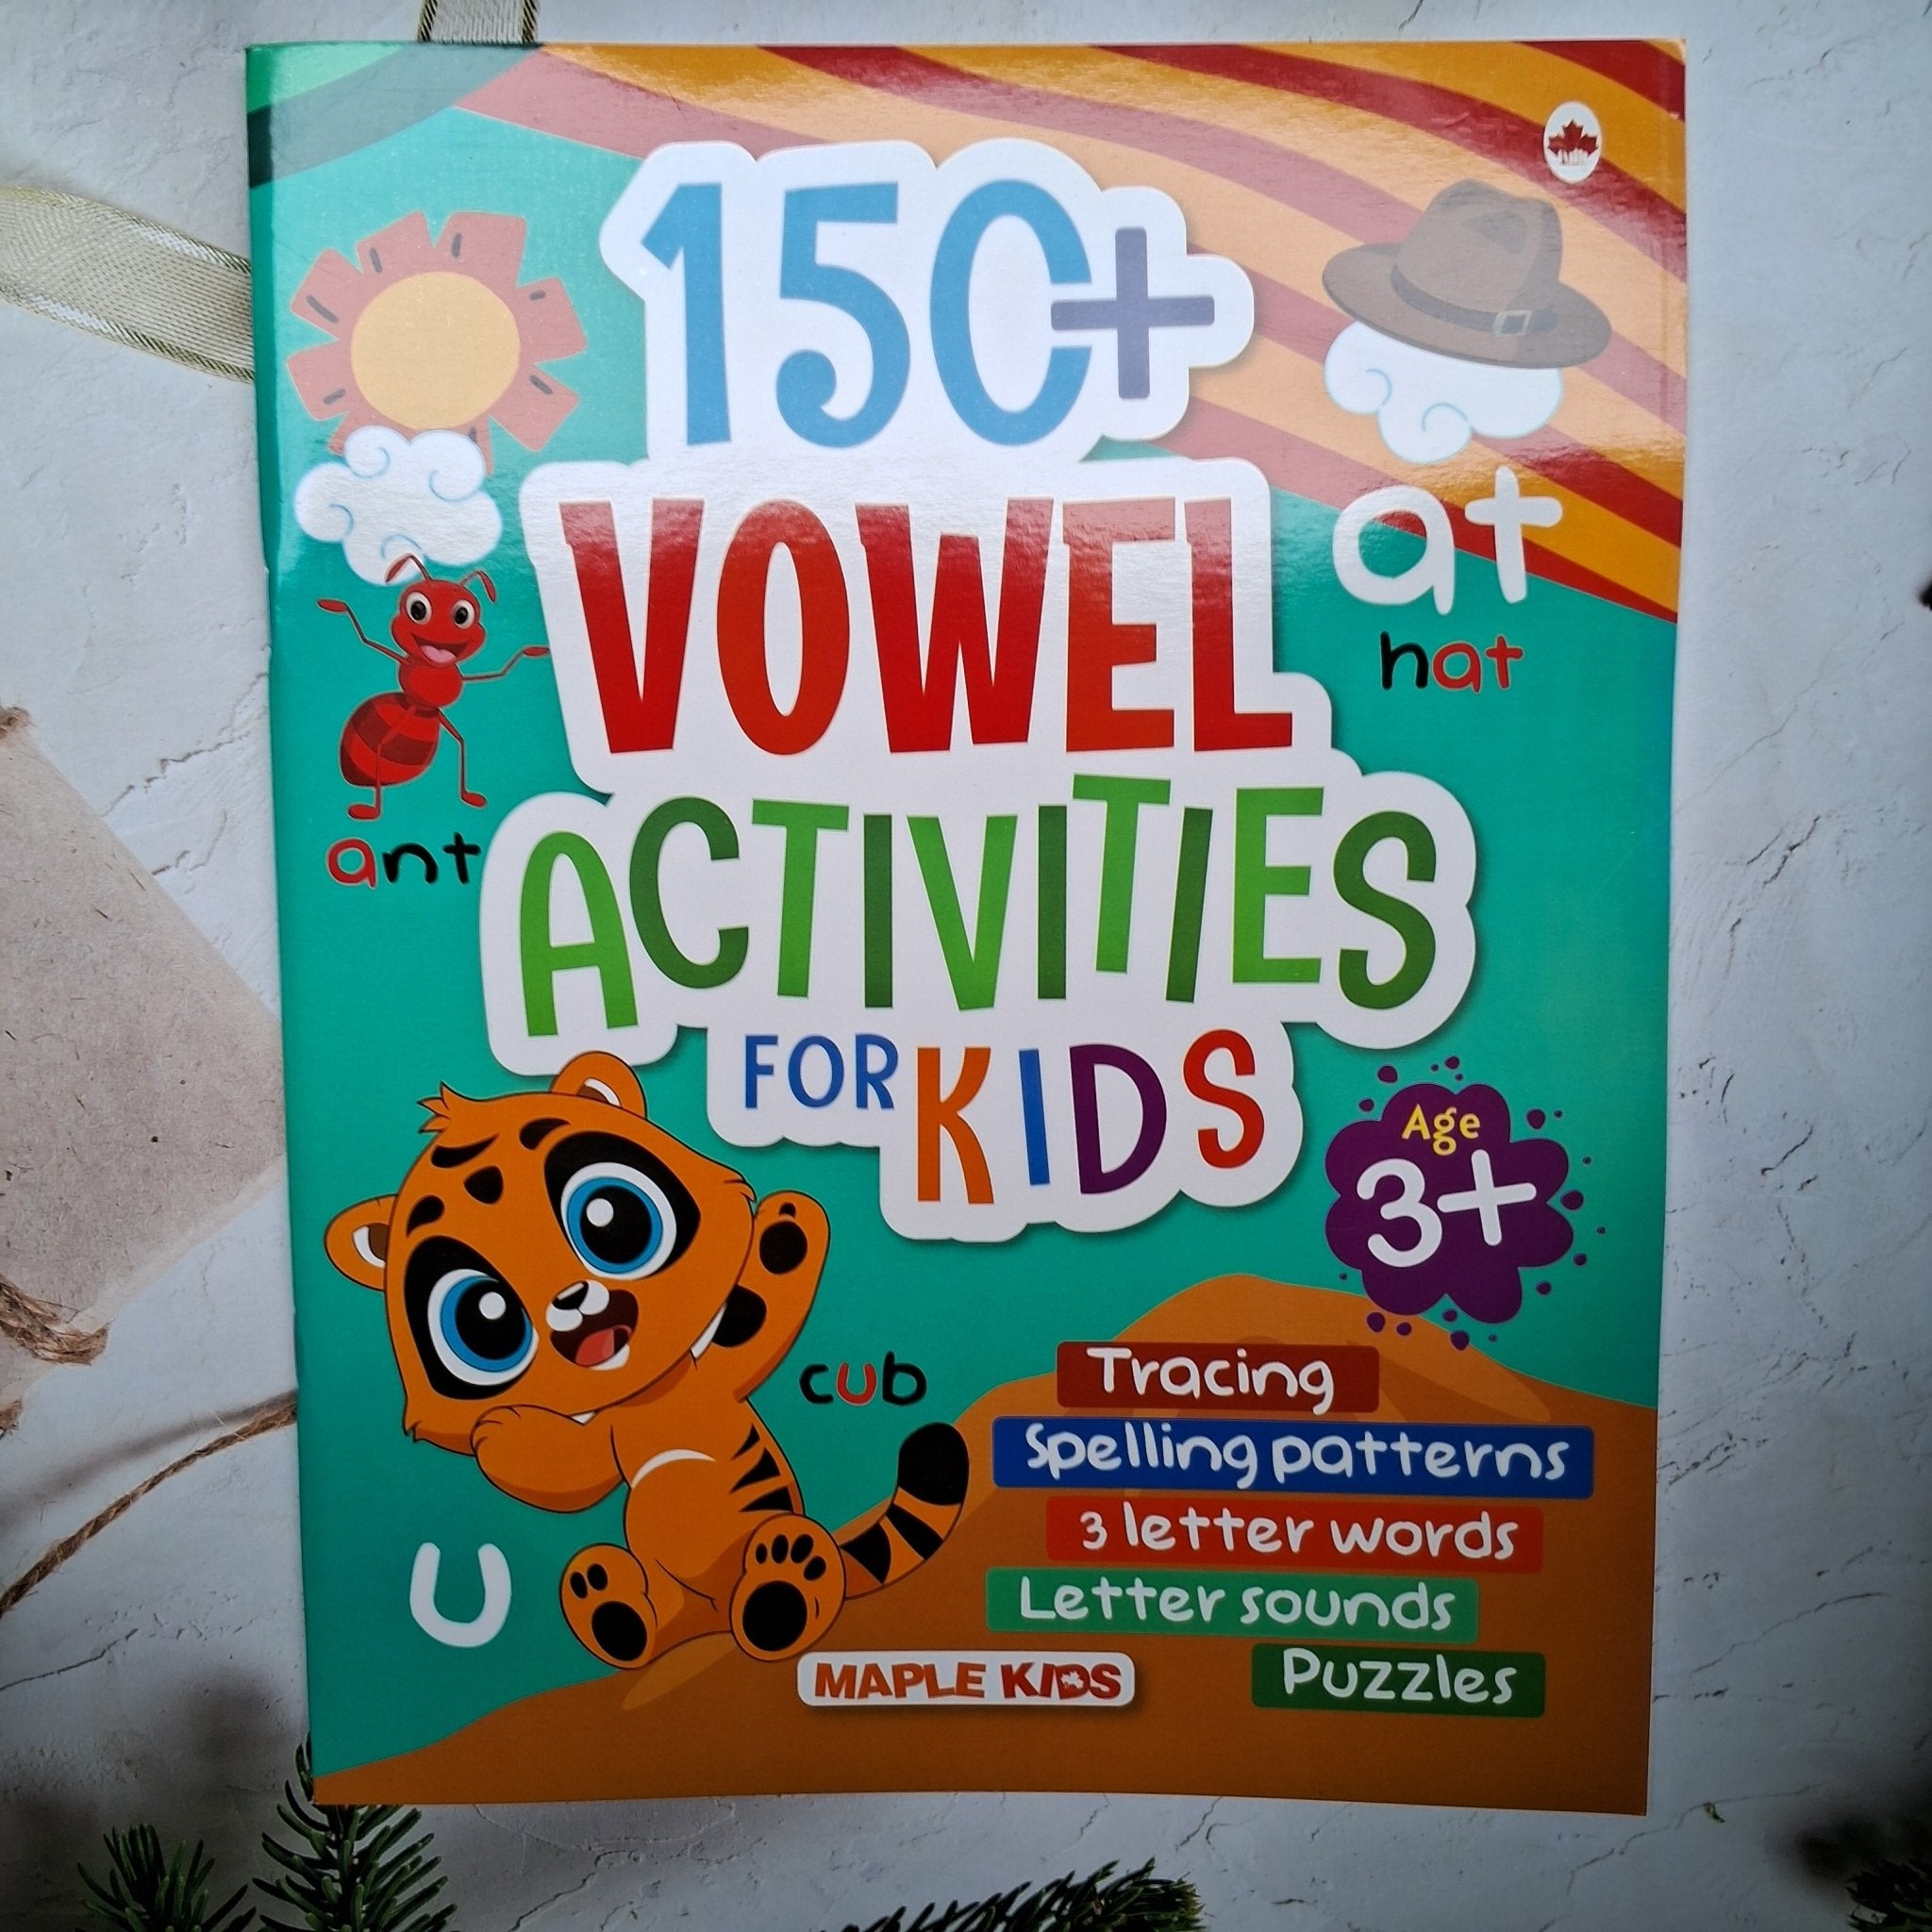 150+
VOWEL
ACTIVITIES
FOR KIDS
at
hat
ant
Age
3+
cub
u
Tracing
Spelling patterns
3 letter words
Letter sounds
Puzzles
MAPLE KIDS